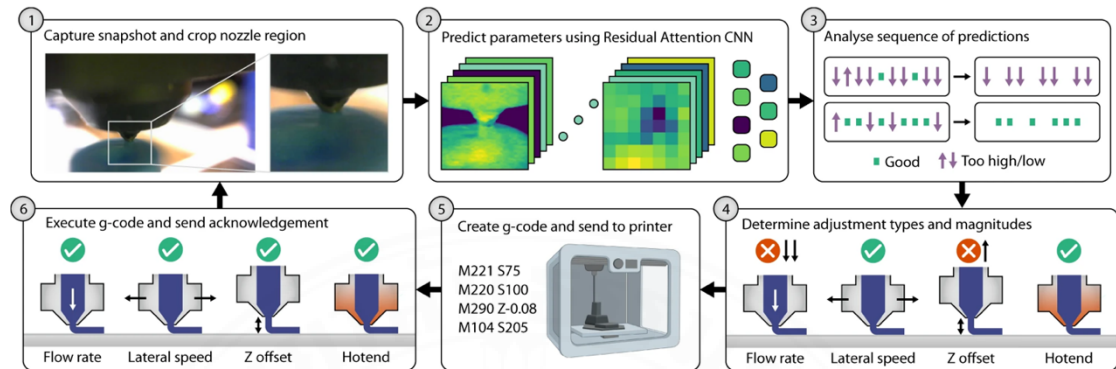 1
Capture snapshot and crop nozzle region
2
Predict parameters using Residual Attention CNN
3
Analyse sequence of predictions
Good
Too high/low
4
Determine adjustment types and magnitudes
Flow rate
Lateral speed
Z offset
Hotend
5
Create g-code and send to printer
M221 S75
M220 S100
M290 Z-0.08
M104 S205
6
Execute g-code and send acknowledgement
Flow rate
Lateral speed
Z offset
Hotend